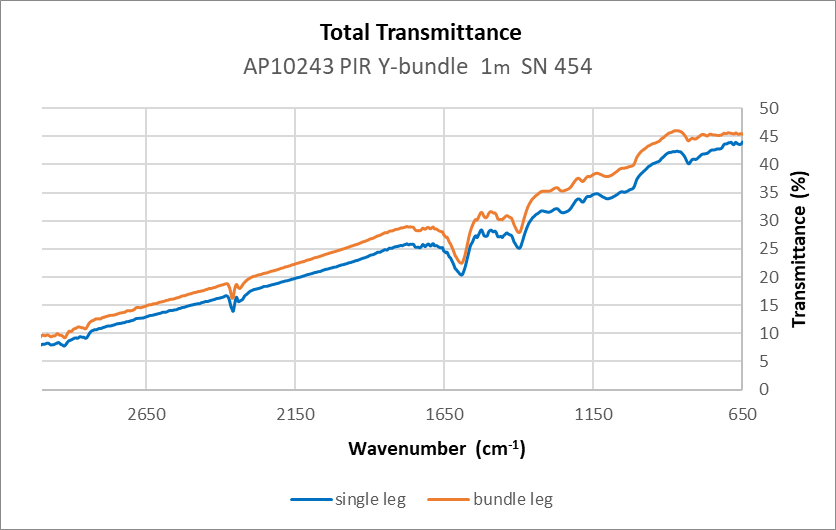 Total Transmittance
AP10243 PIR Y-bundle 1m SN 454
50
45
40
35
30
25
20
15
10
5
0
Transmittance (%)
2650 2150 1650 1150 650
Wavenumber (cm-1)
single leg bundle leg